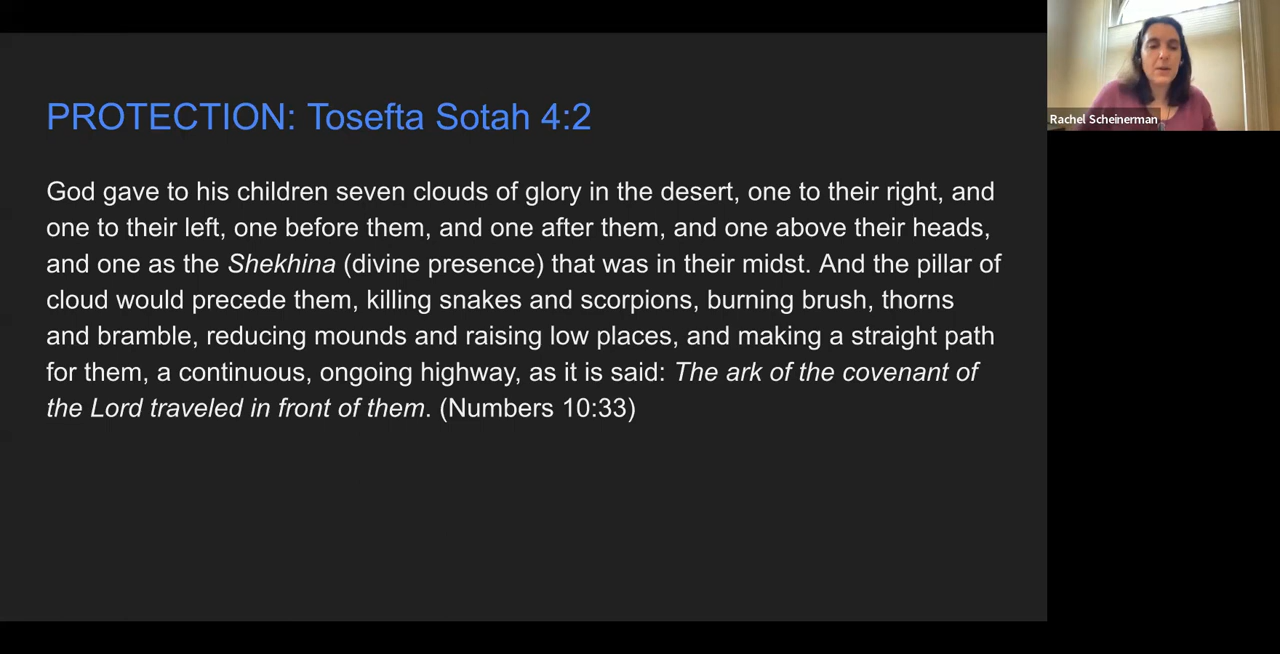 PROTECTION: Tosefta Sotah 4:2
God gave to his children seven clouds of glory in the desert, one to their right, and
one to their left, one before them, and one after them, and one above their heads,
and one as the Shekhina (divine presence) that was in their midst. And the pillar of
cloud would precede them, killing snakes and scorpions, burning brush, thorns
and bramble, reducing mounds and raising low places, and making a straight path
for them, a continuous, ongoing highway, as it is said: The ark of the covenant of
the Lord traveled in front of them. (Numbers 10:33)
Rachel Scheinerman